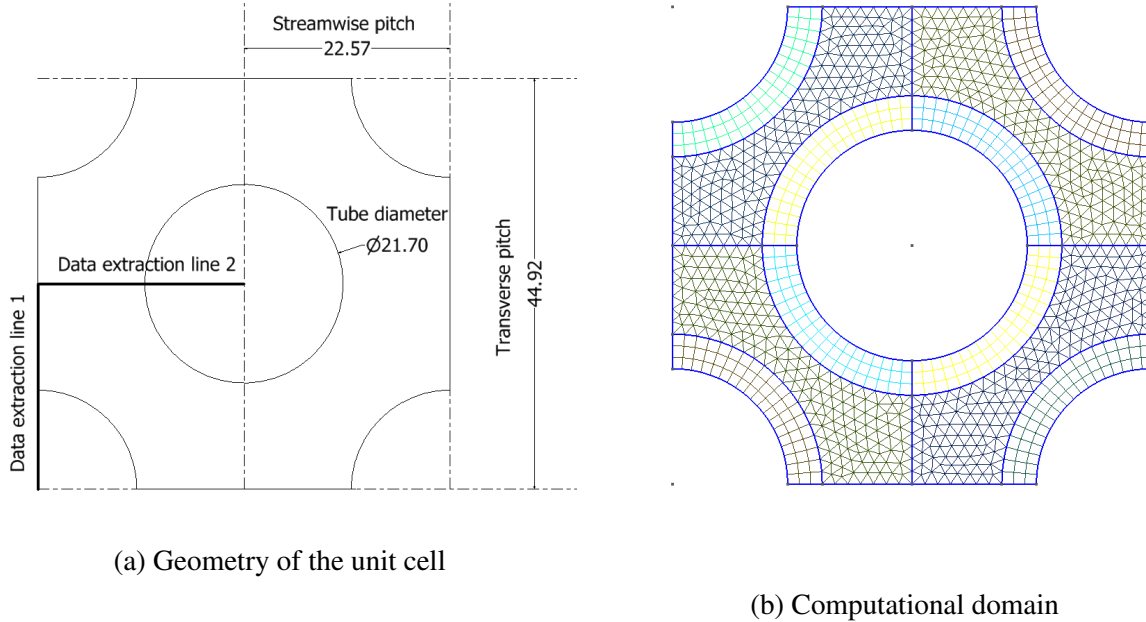 Streamwise pitch
22.57
Tube diameter
Ø21.70
Data extraction line 2
Data extraction line 1
Transverse pitch
44.92
(a) Geometry of the unit cell
(b) Computational domain